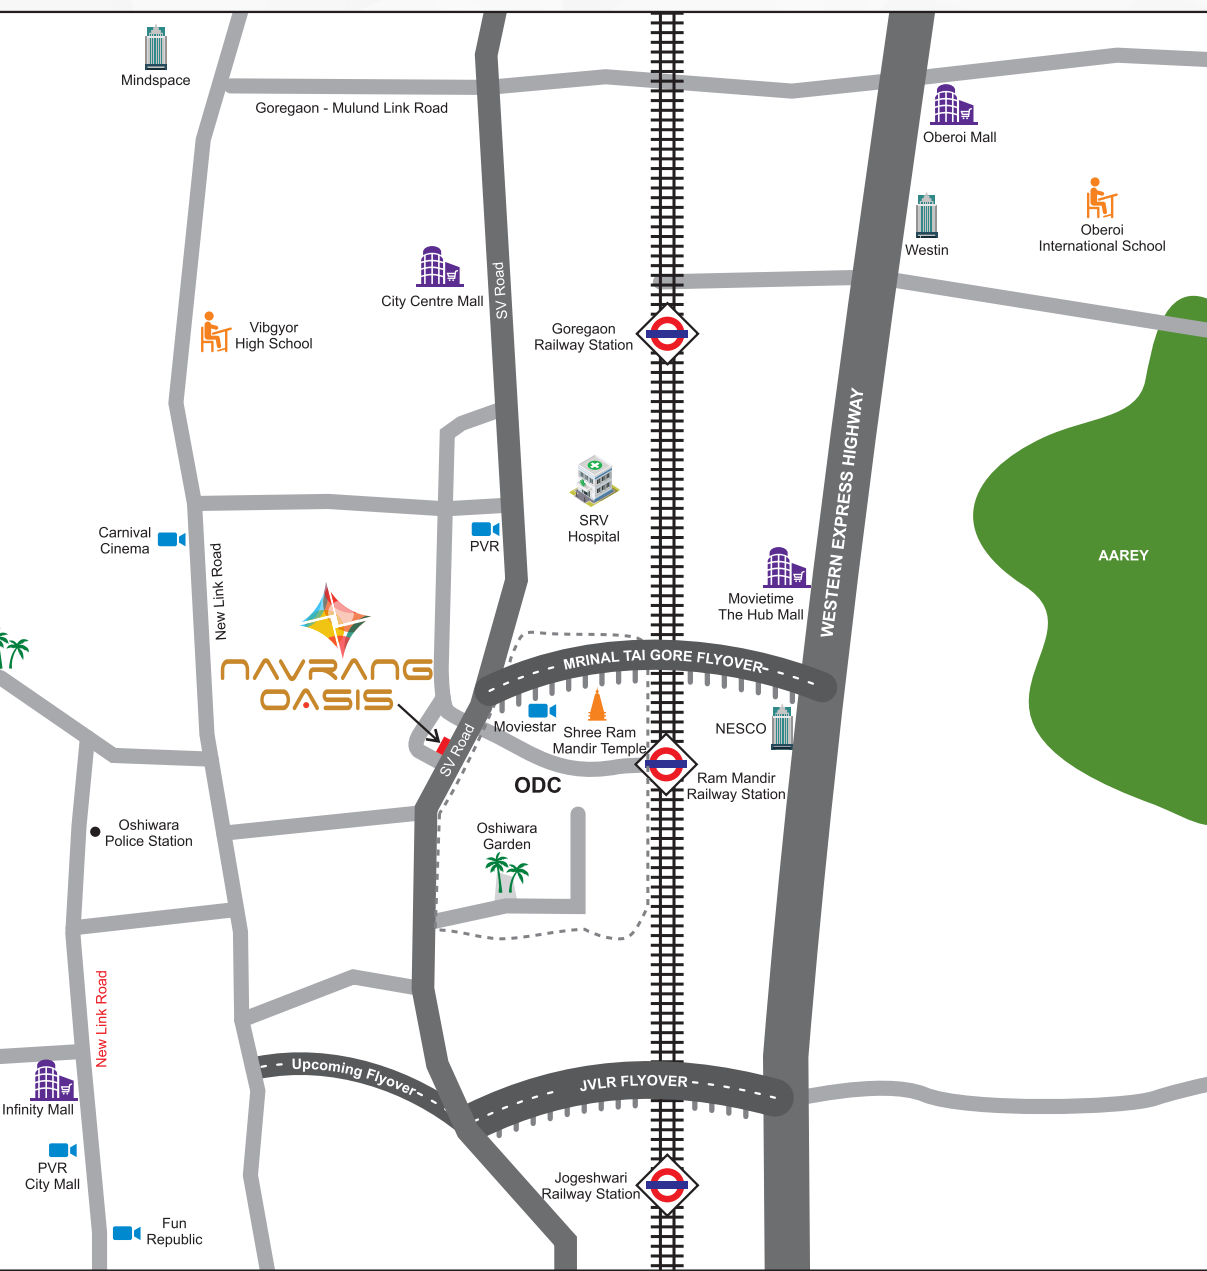 Mindspace
Goregaon - Mulund Link Road
Oberoi Mall
Oberoi
International School
Westin
SV Road
City Centre Mall
Vibgyor
High School
Goregaon
Railway Station
WESTERN EXPRESS HIGHWAY
SRV
Hospital
Carnival
Cinema
PVR
New Link Road
AAREY
Movietime
The Hub Mall
NAVRANG
OASIS
MRINAL TAI GORE FLYOVER
Moviestar
Shree Ram
Mandir Temple
NESCO
SV Road
ODC
Ram Mandir
Railway Station
Oshiwara
Police Station
Oshiwara
Garden
New Link Road
Upcoming Flyover
JVLR FLYOVER
Infinity Mall
PVR
City Mall
Jogeshwari
Railway Station
Fun
Republic